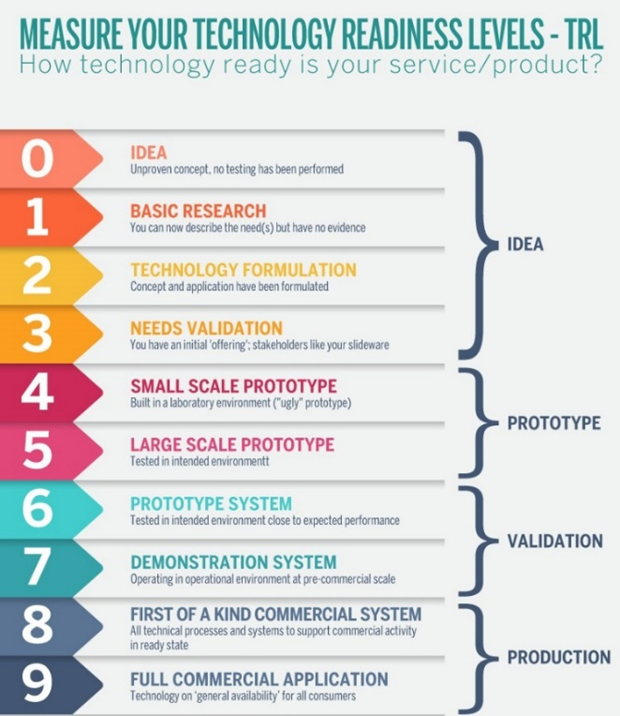 MEASURE YOUR TECHNOLOGY READINESS LEVELS - TRL
How technology ready is your service/product?
0
IDEA
Unproven concept, no testing has been performed
1
BASIC RESEARCH
You can now describe the need(s) but have no evidence
2
TECHNOLOGY FORMULATION
Concept and application have been formulated
3
NEEDS VALIDATION
You have an initial 'offering'; stakeholders like your slideware
IDEA
4
SMALL SCALE PROTOTYPE
Built in a laboratory environment ("ugly" prototype)
5
LARGE SCALE PROTOTYPE
Tested in intended environmentt
PROTOTYPE
6
PROTOTYPE SYSTEM
Tested in intended environment close to expected performance
7
DEMONSTRATION SYSTEM
Operating in operational environment at pre-commercial scale
VALIDATION
8
FIRST OF A KIND COMMERCIAL SYSTEM
All technical processes and systems to support commercial activity
in ready state
9
FULL COMMERCIAL APPLICATION
Technology on 'general availability' for all consumers
PRODUCTION